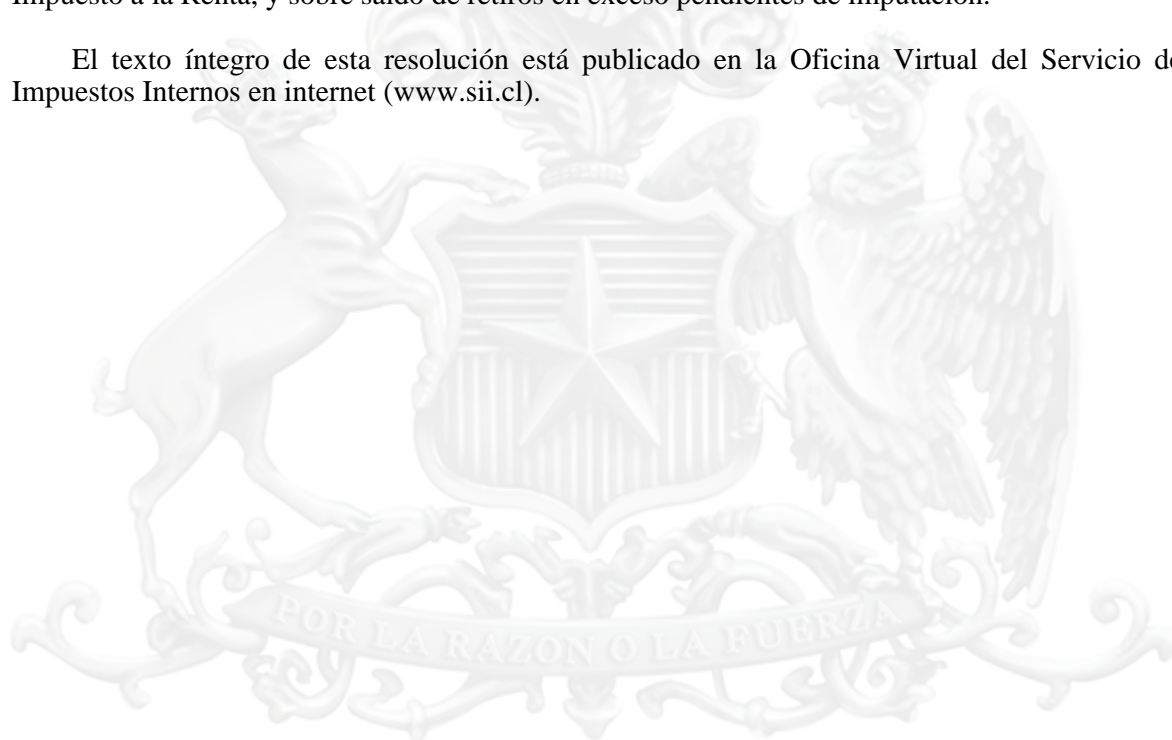 Impuesto a la Renta, y sobre saldo de retiros en exceso pendientes de imputación.
El texto íntegro de esta resolución está publicado en la Oficina Virtual del Servicio de
Impuestos Internos en internet (www.sii.cl).
POR LA RAZON O LA FUERZA